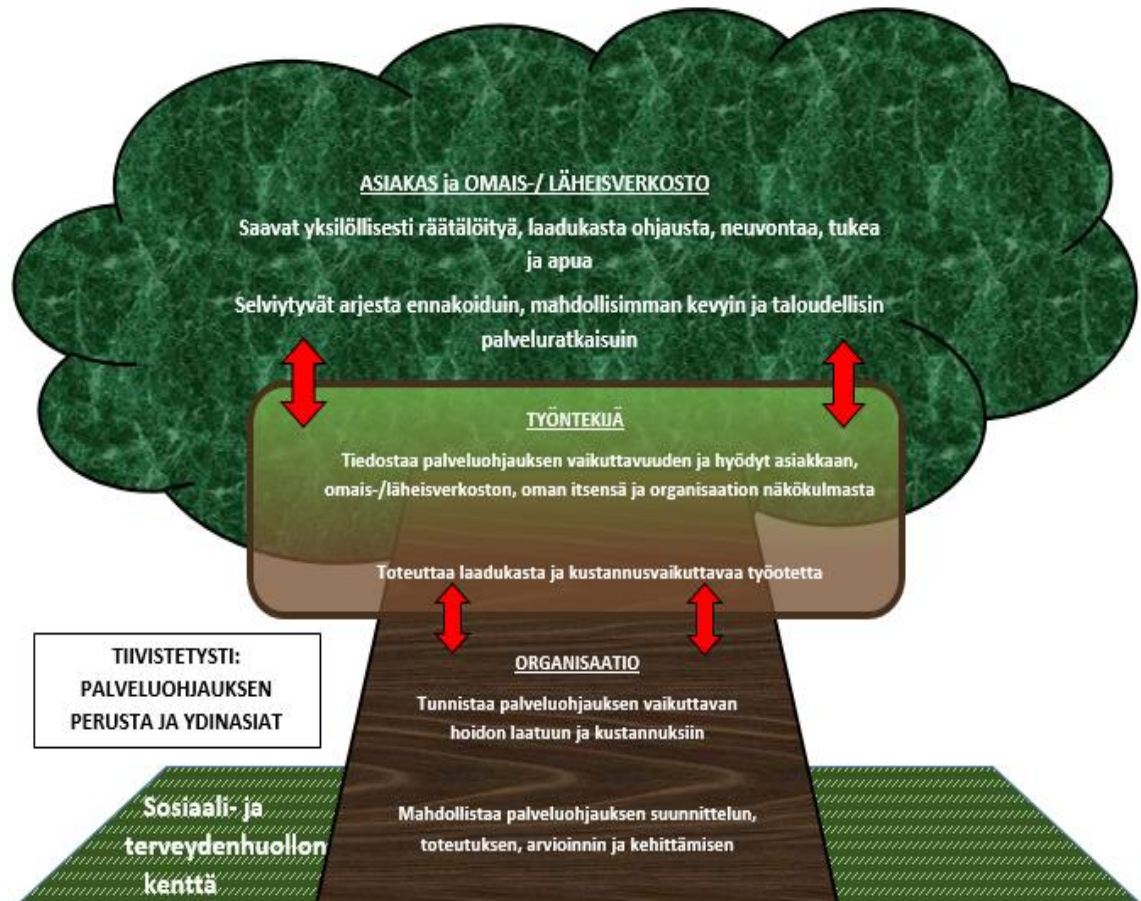 ASIAKAS ja OMAIS-/ LÄHEISVERKOSTO
Saavat yksilöllisesti räätälöityä, laadukasta ohjausta, neuvontaa, tukea
ja apua
Selviytyvät arjesta ennakoiduin, mahdollisimman kevyin ja taloudellisin
palveluratkaisuin
TYÖNTEKIJÄ
Tiedostaa palveluohjauksen vaikuttavuuden ja hyödyt asiakkaan,
omais-/läheisverkoston, oman itsensä ja organisaation näkökulmasta
Toteuttaa laadukasta ja kustannusvaikuttavaa työotetta
TIIVISTETYSTI:
PALVELUOHJAUKSEN
PERUSTA JA YDINASIAT
ORGANISAATIO
Tunnistaa palveluohjauksen vaikuttavan
hoidon laatuun ja kustannuksiin
Mahdollistaa palveluohjauksen suunnittelun,
toteutuksen, arvioinnin ja kehittämisen
Sosiaali- ja
terveydenhuollon
kenttä